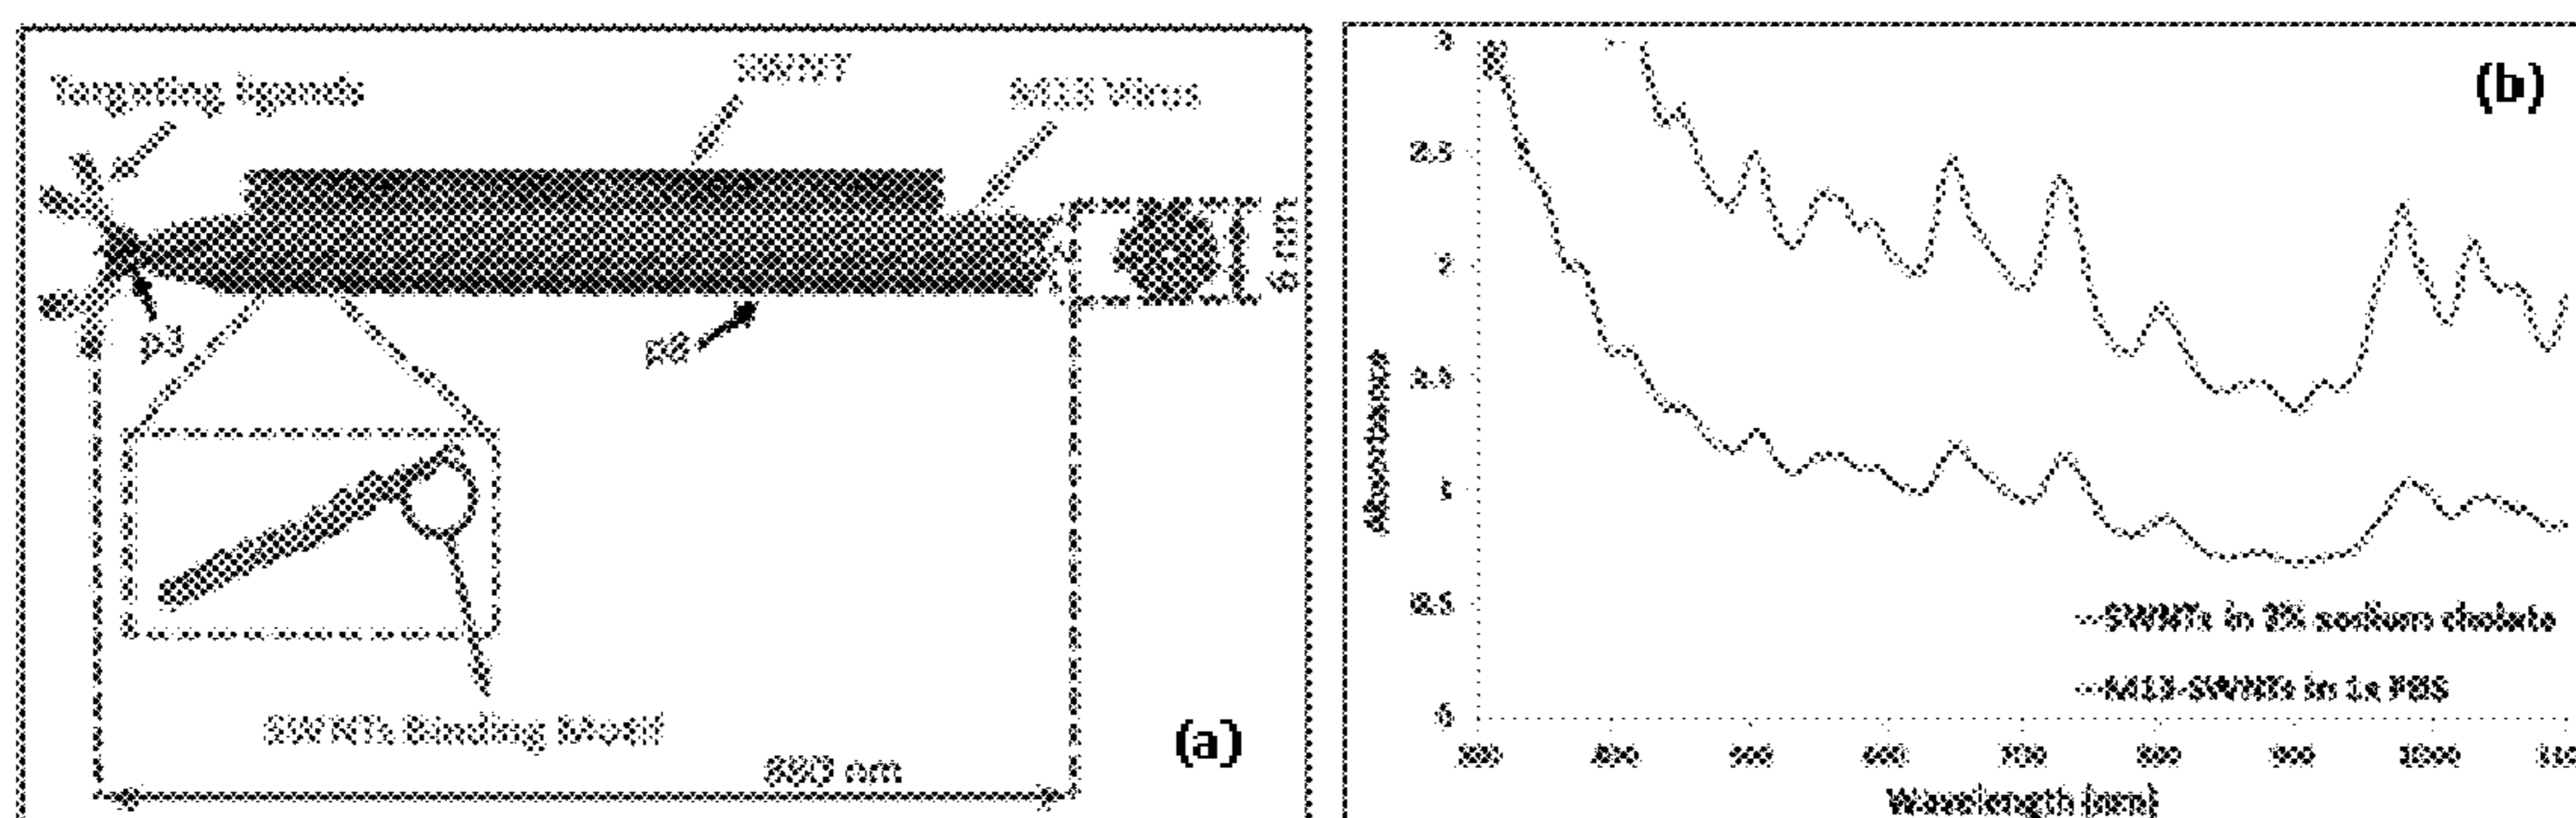 Targeting ligands
SWNT
M13 Virus
6 nm
p3
p8
SWNTs Binding Motif
880 nm
(a)
(b)
Absorbance
3
2.5
2
1.5
1
0.5
0
300 400 500 600 700 800 900 1000
Wavelength (nm)
SWNTs in 2% sodium cholate
M13-SWNTs in 1x PBS